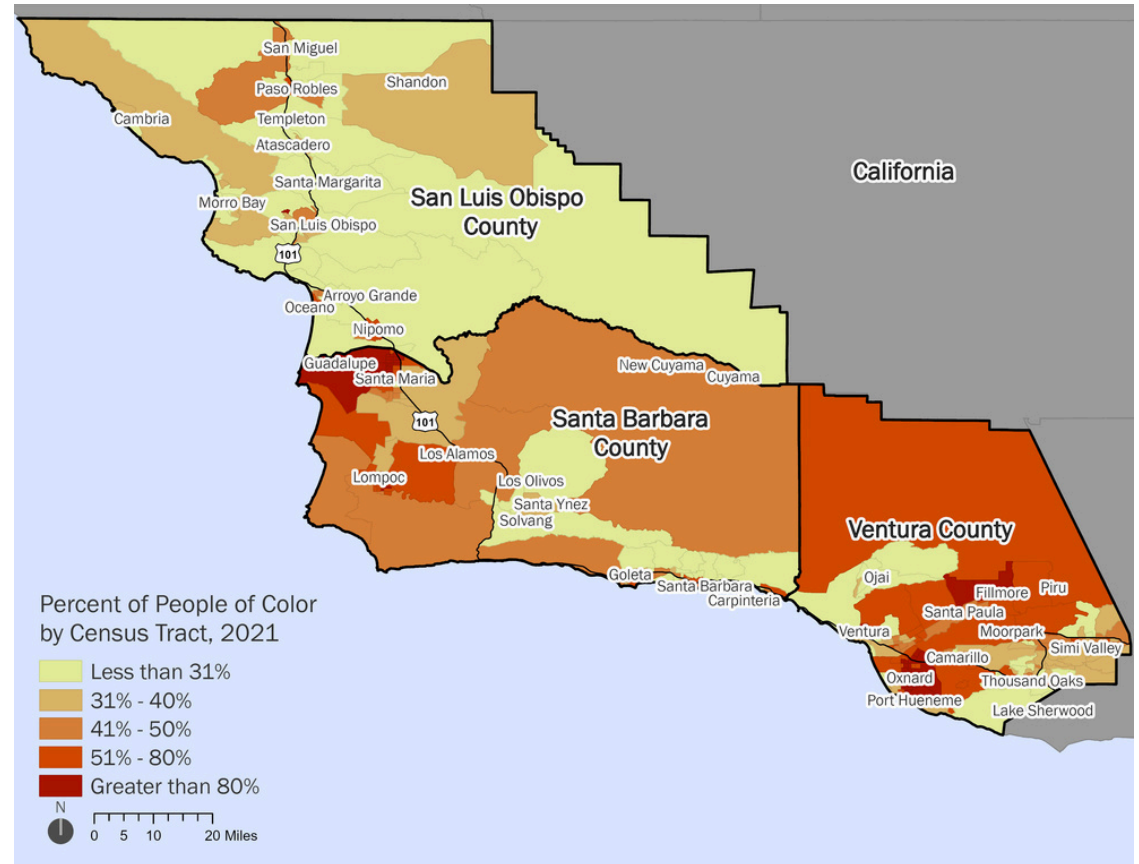 San Miguel
Shandon
Paso Robles
Cambria
Templeton
Atascadero
California
Santa Margarita
San Luis Obispo
County
Morro Bay
San Luis Obispo
101
Arroyo Grande
Oceano
Nipomo
Guadalupe
New Cuyama
Santa Maria
Cuyama
101
Santa Barbara
County
Los Alamos
Lompoc
Los Olivos
Santa Ynez
Solvang
Ventura County
Goleta
Ojai
Santa Barbara
Fillmore
Piru
Carpinteria
Santa Paula
Ventura
Moorpark
Simi Valley
Camarillo
Oxnard
Thousand Oaks
Port Hueneme
Lake Sherwood
Percent of People of Color
by Census Tract, 2021
Less than 31%
31% - 40%
41% - 50%
51% - 80%
Greater than 80%
N
0 5 10 20 Miles